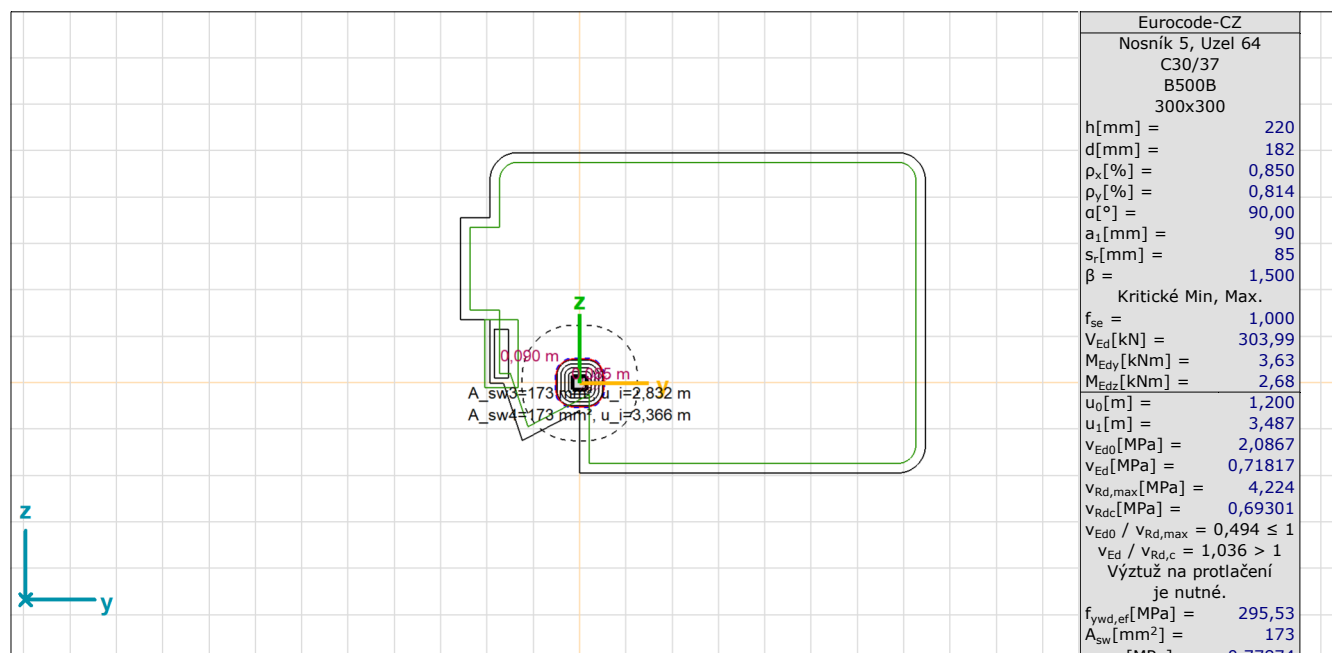 z
0,090 m
0,085 m
y
A_sw3=173 mm², u_i=2,832 m
A_sw4=173 mm², u_i=3,366 m
z
y
Eurocode-CZ
Nosník 5, Uzel 64
C30/37
B500B
300x300
h[mm] = 220
d[mm] = 182
ρx[%] = 0,850
ρy[%] = 0,814
α[°] = 90,00
a1[mm] = 90
sr[mm] = 85
β = 1,500
Kritické Min, Max.
fse = 1,000
VEd[kN] = 303,99
MEdy[kNm] = 3,63
MEdz[kNm] = 2,68
u0[m] = 1,200
u1[m] = 3,487
vEd0[MPa] = 2,0867
vEd[MPa] = 0,71817
vRd,max[MPa] = 4,224
vRdc[MPa] = 0,69301
vEd0 / vRd,max = 0,494 ≤ 1
vEd / vRd,c = 1,036 > 1
Výztuž na protlačení
je nutné.
fywd,ef[MPa] = 295,53
Asw[mm²] = 173